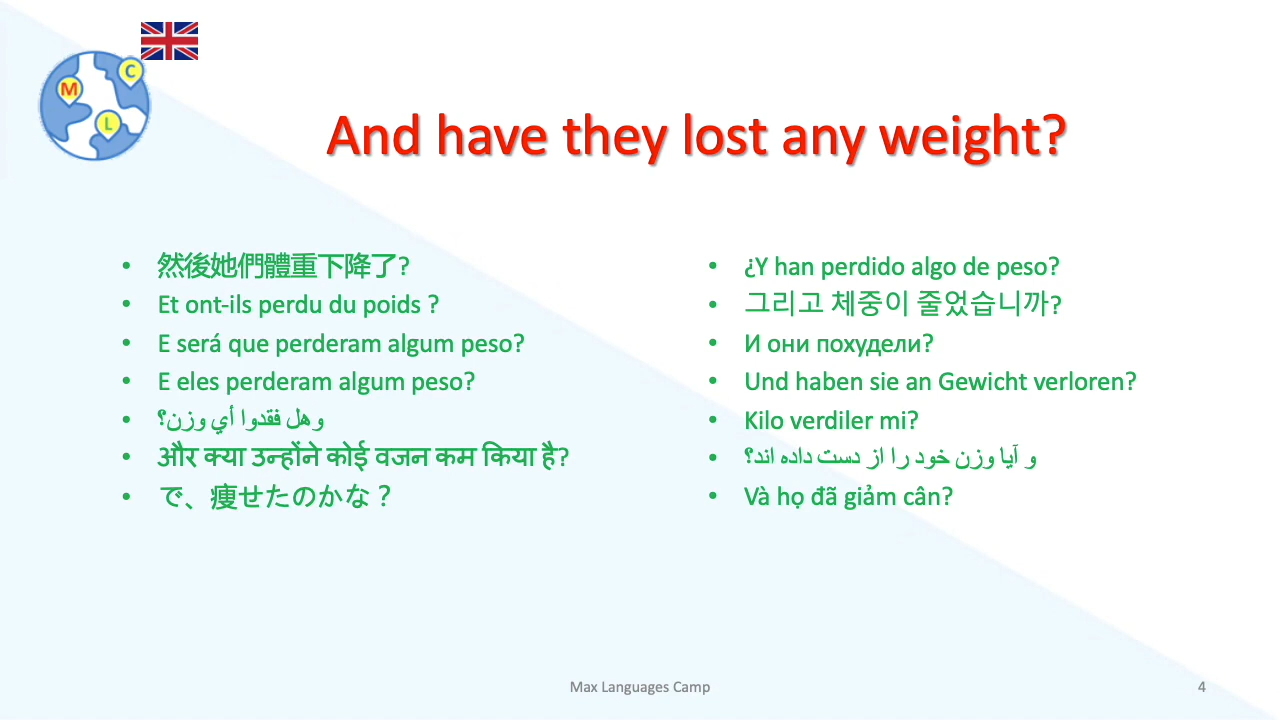 C
M
L
And have they lost any weight?
• 然後她們體重下降了?
• Et ont-ils perdu du poids ?
• E será que perderam algum peso?
• E eles perderam algum peso?
• وهل فقدوا أي وزن؟
• और क्या उन्होंने कोई वजन कम किया है?
• で、痩せたのかな？
• ¿Y han perdido algo de peso?
• 그리고 체중이 줄었습니까?
• И они похудели?
• Und haben sie an Gewicht verloren?
• Kilo verdiler mi?
• و آیا وزن خود را از دست داده اند؟
• Và họ đã giảm cân?
Max Languages Camp
4